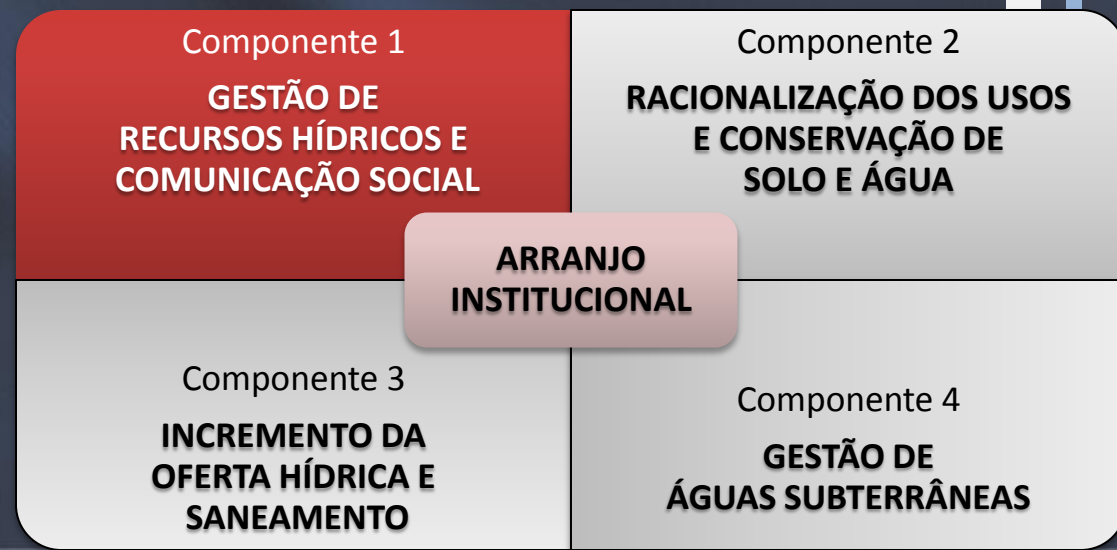 Componente 1
GESTÃO DE
RECURSOS HÍDRICOS E
COMUNICAÇÃO SOCIAL
Componente 2
RACIONALIZAÇÃO DOS USOS
E CONSERVAÇÃO DE
SOLO E ÁGUA
ARRANJO
INSTITUCIONAL
Componente 3
INCREMENTO DA
OFERTA HÍDRICA E
SANEAMENTO
Componente 4
GESTÃO DE
ÁGUAS SUBTERRÂNEAS